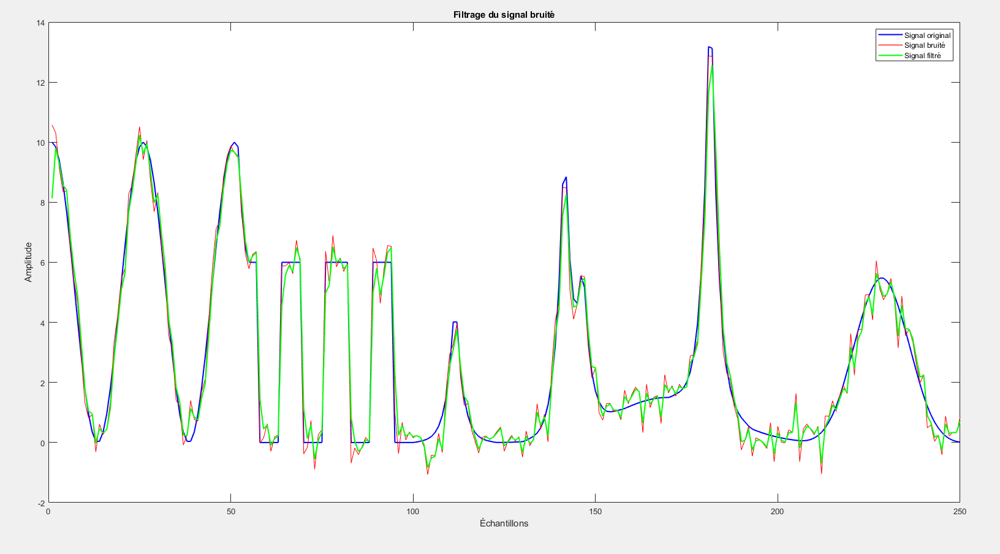 Filtrage du signal bruité
Signal original
Signal bruité
Signal filtré
Amplitude
14
12
10
8
6
4
2
0
-2
0
50
100
150
200
250
Échantillons